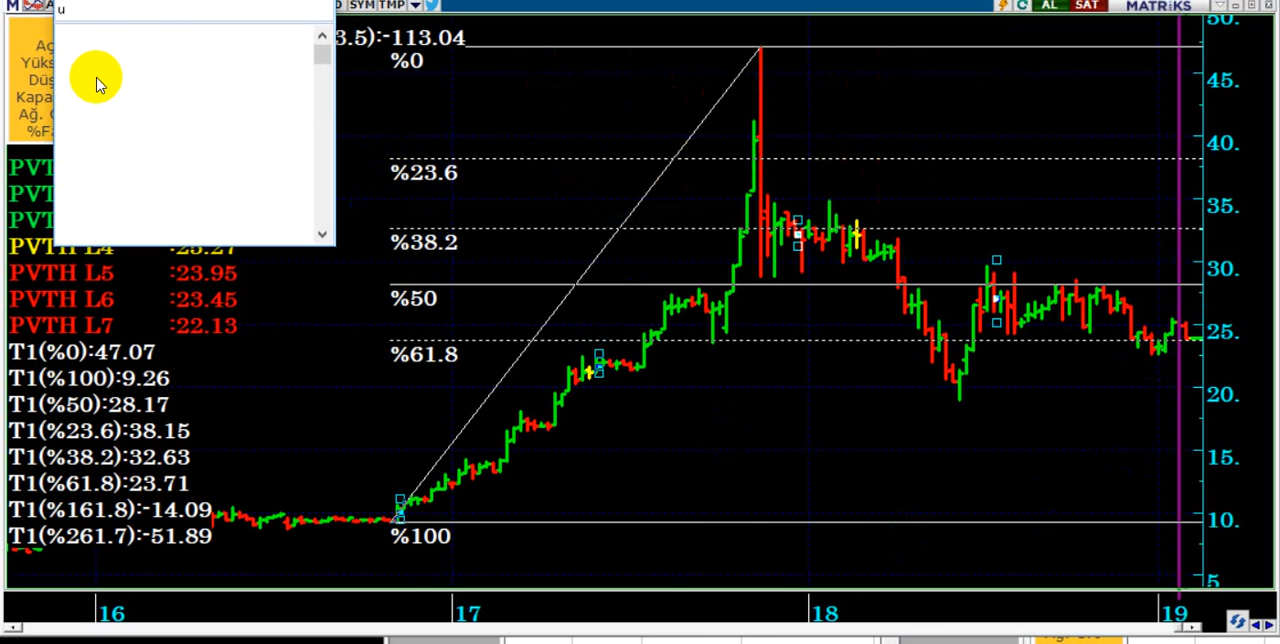 M SYM TMP AL SAT MATRiKS
u
Aç
Yüks
Düş
Kapa
Ağ.
PVT
PVT
PVT
PVTH L4 :25.27
PVTH L5 :23.95
PVTH L6 :23.45
PVTH L7 :22.13
T1(%0):47.07
T1(%100):9.26
T1(%50):28.17
T1(%23.6):38.15
T1(%38.2):32.63
T1(%61.8):23.71
T1(%161.8):-14.09
T1(%261.7):-51.89
3.5):-113.04
%0
%23.6
%38.2
%50
%61.8
%100
50.
45.
40.
35.
30.
25.
20.
15.
10.
5
16 17 18 19